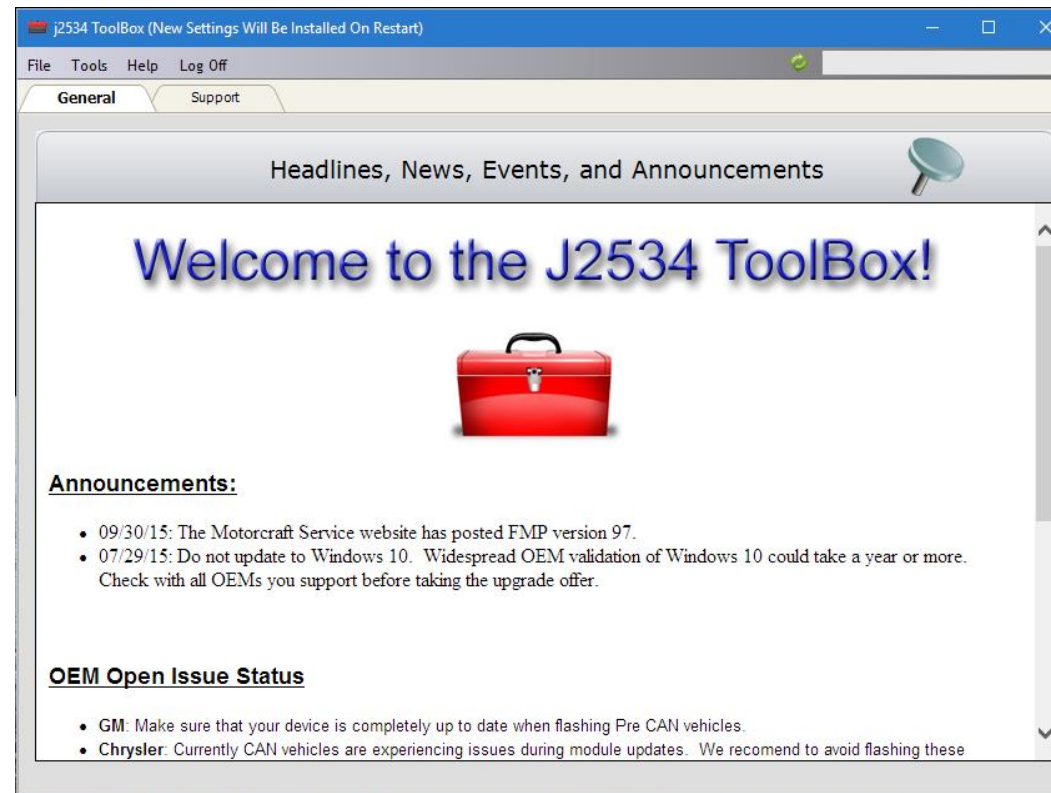 j2534 ToolBox (New Settings Will Be Installed On Restart)
File Tools Help Log Off
General Support
Headlines, News, Events, and Announcements
Welcome to the J2534 ToolBox!
Announcements:
09/30/15: The Motorcraft Service website has posted FMP version 97.
07/29/15: Do not update to Windows 10. Widespread OEM validation of Windows 10 could take a year or more.
Check with all OEMs you support before taking the upgrade offer.
OEM Open Issue Status
GM: Make sure that your device is completely up to date when flashing Pre CAN vehicles.
Chrysler: Currently CAN vehicles are experiencing issues during module updates. We recomend to avoid flashing these